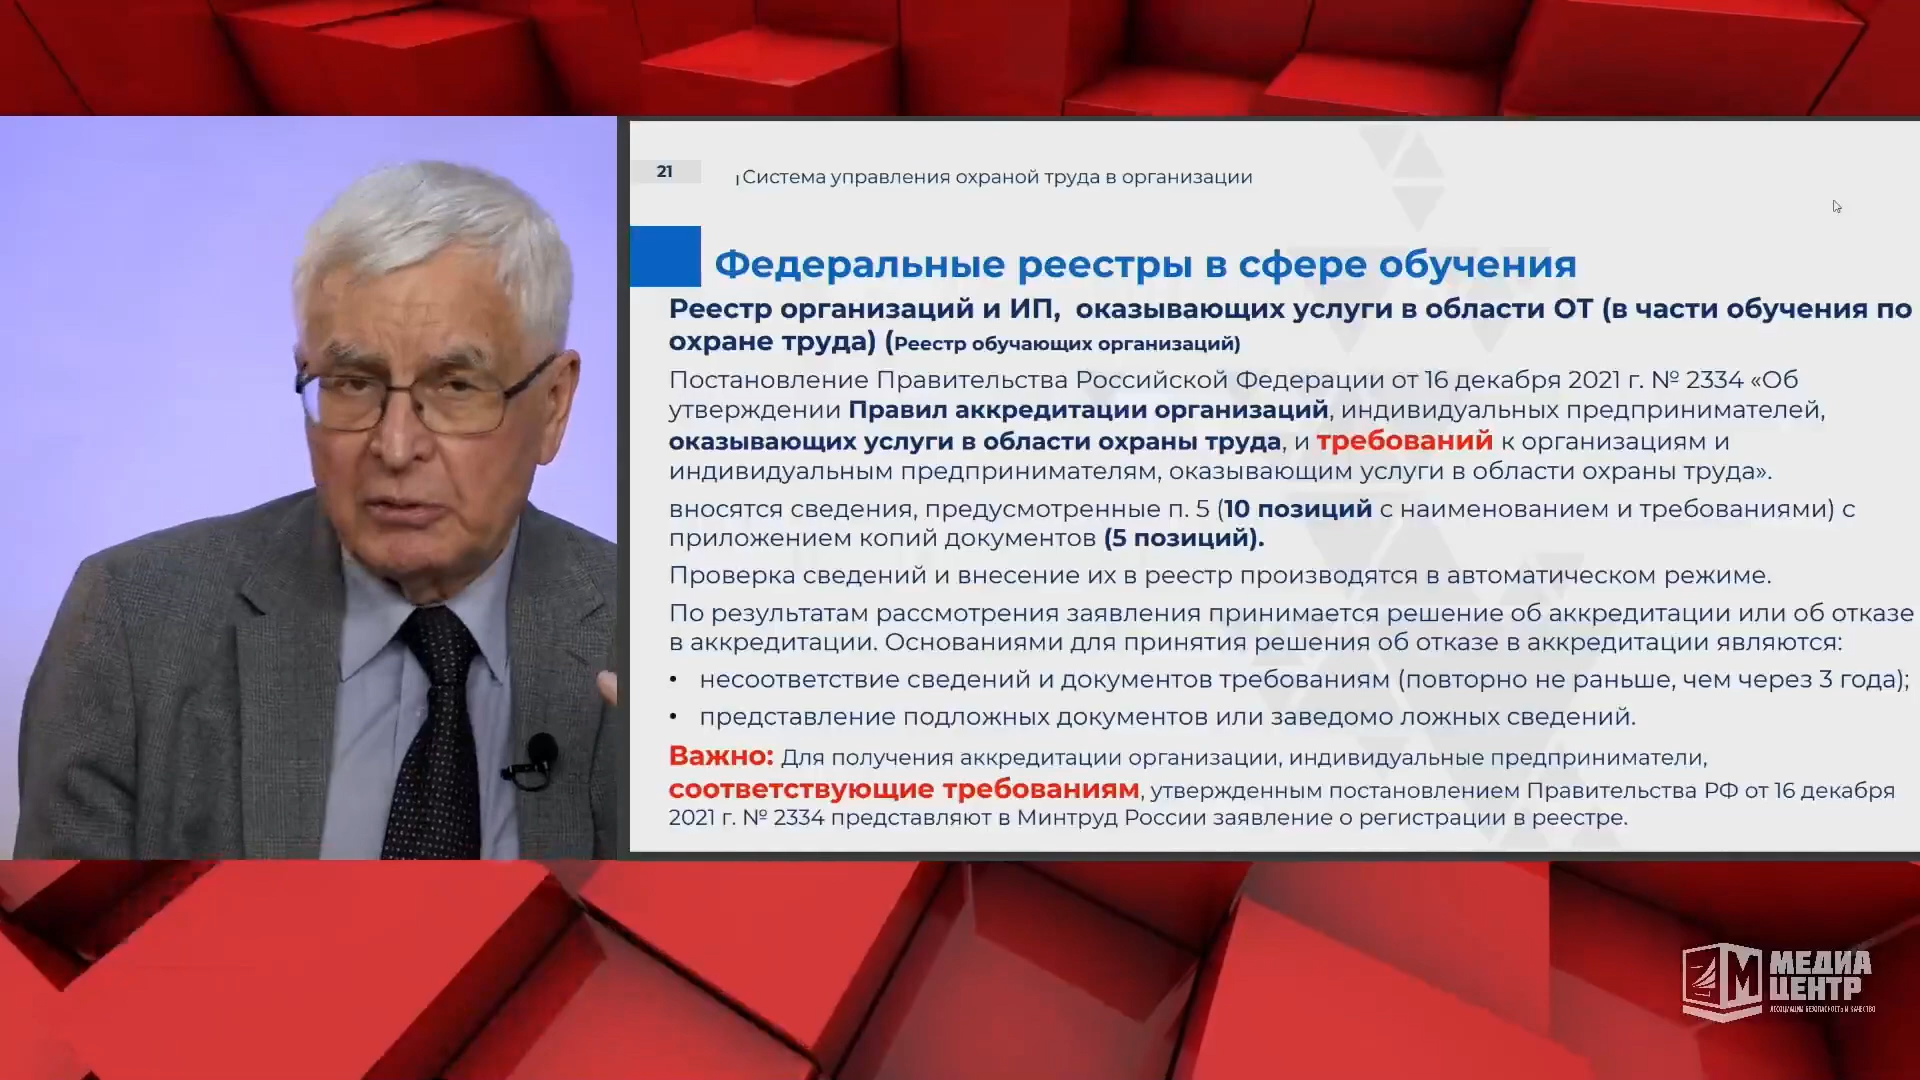 21
Система управления охраной труда в организации
Федеральные реестры в сфере обучения
Реестр организаций и ИП, оказывающих услуги в области ОТ (в части обучения по
охране труда) (Реестр обучающих организаций)
Постановление Правительства Российской Федерации от 16 декабря 2021 г. № 2334 «Об
утверждении Правил аккредитации организаций, индивидуальных предпринимателей,
оказывающих услуги в области охраны труда, и требований к организациям и
индивидуальным предпринимателям, оказывающим услуги в области охраны труда».
вносятся сведения, предусмотренные п. 5 (10 позиций с наименованием и требованиями) с
приложением копий документов (5 позиций).
Проверка сведений и внесение их в реестр производятся в автоматическом режиме.
По результатам рассмотрения заявления принимается решение об аккредитации или об отказе
в аккредитации. Основаниями для принятия решения об отказе в аккредитации являются:
• несоответствие сведений и документов требованиям (повторно не раньше, чем через 3 года);
• представление подложных документов или заведомо ложных сведений.
Важно: Для получения аккредитации организации, индивидуальные предприниматели,
соответствующие требованиям, утвержденным постановлением Правительства РФ от 16 декабря
2021 г. № 2334 представляют в Минтруд России заявление о регистрации в реестре.
МЕДИА
ЦЕНТР
АССОЦИАЦИИ БЕЗОПАСНОСТЬ И КАЧЕСТВО